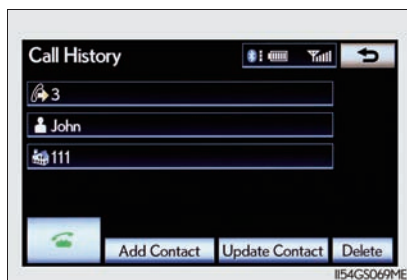 Call History
3
John
111
Add Contact
Update Contact
Delete
II54GS069ME